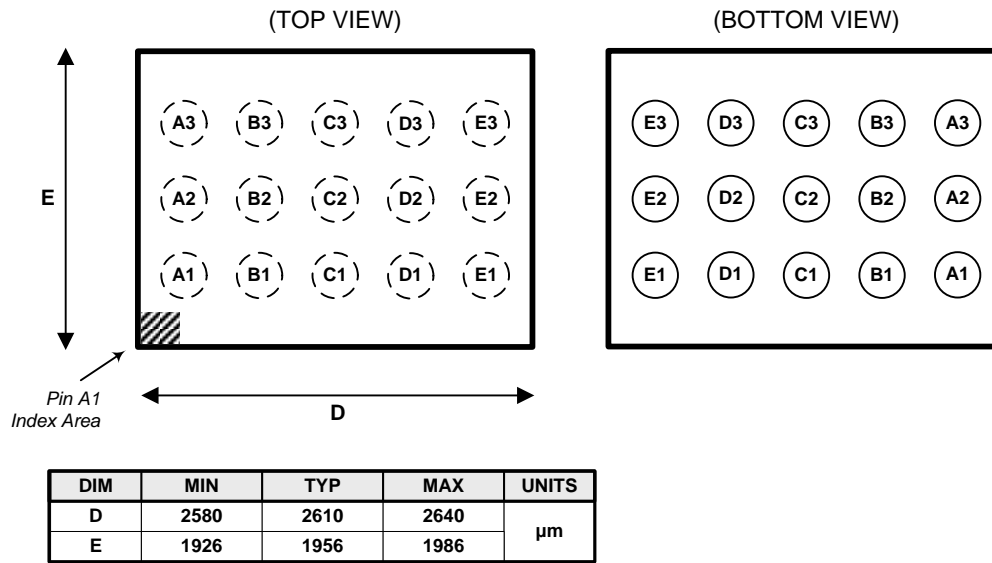 (TOP VIEW) (BOTTOM VIEW)
A3 B3 C3 D3 E3 E3 D3 C3 B3 A3
E A2 B2 C2 D2 E2 E2 D2 C2 B2 A2
A1 B1 C1 D1 E1 E1 D1 C1 B1 A1
Pin A1
Index Area
D
DIM MIN TYP MAX UNITS
D 2580 2610 2640 µm
E 1926 1956 1986